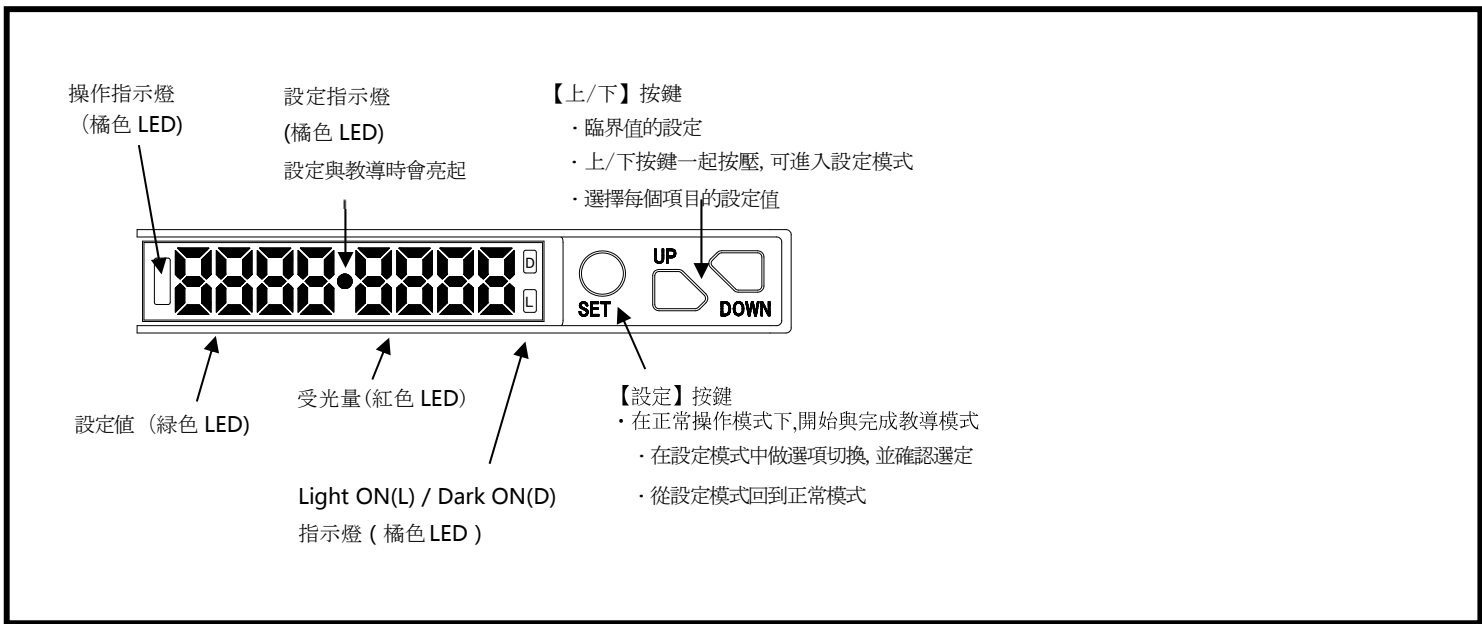 操作指示燈
（橘色 LED)
設定指示燈
(橘色 LED)
設定與教導時會亮起
【上/下】按鍵
・臨界值的設定
・上/下按鍵一起按壓, 可進入設定模式
・選擇每個項目的設定值
8888.8888
D
L
SET
UP
DOWN
設定值（緑色 LED)
受光量(紅色 LED）
Light ON(L) / Dark ON(D)
指示燈 ( 橘色 LED )
【設定】按鍵
・在正常操作模式下,開始與完成教導模式
・在設定模式中做選項切換, 並確認選定
・從設定模式回到正常模式